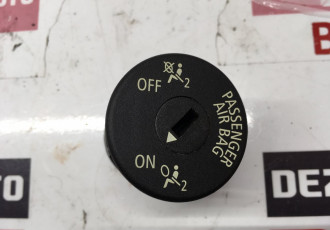 OFF
2
PASSENGER
AIR BAG
ON
2
DEZ